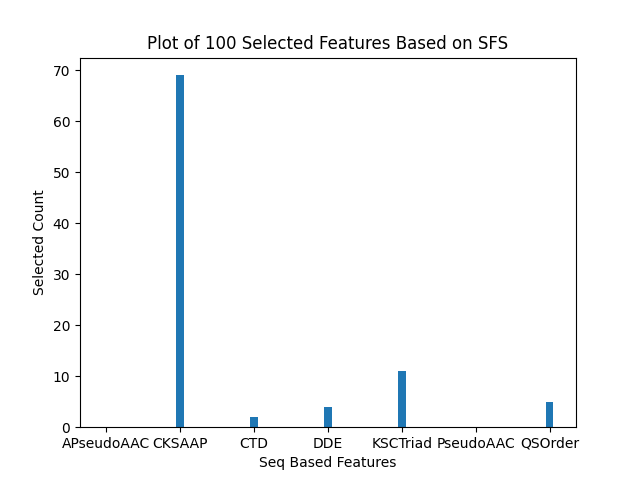 Plot of 100 Selected Features Based on SFS
70
60
50
40
30
20
10
0
Selected Count
APseudoAAC CKSAAP CTD DDE KSCTriad PseudoAAC QSOrder
Seq Based Features